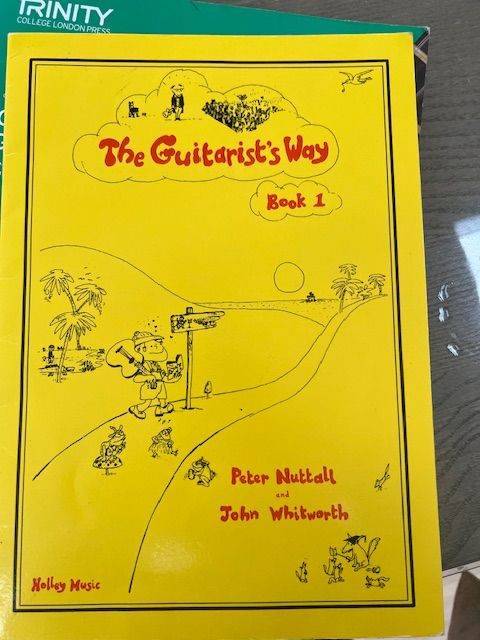 TRINITY
COLLEGE LONDON PRESS
The Guitarist's Way
Book 1
Peter Nuttall
and
John Whitworth
Holley Music